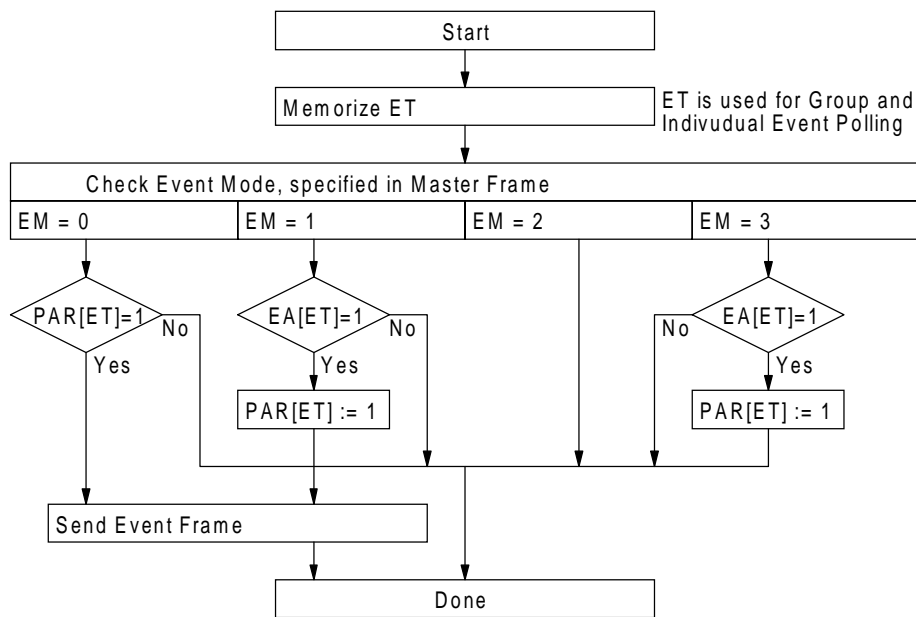 Start
Memorize ET
ET is used for Group and
Indivudual Event Polling
Check Event Mode, specified in Master Frame
EM = 0
EM = 1
EM = 2
EM = 3
PAR[ET]=1
No
EA[ET]=1
No
No
EA[ET]=1
Yes
Yes
Yes
PAR[ET] := 1
PAR[ET] := 1
Send Event Frame
Done